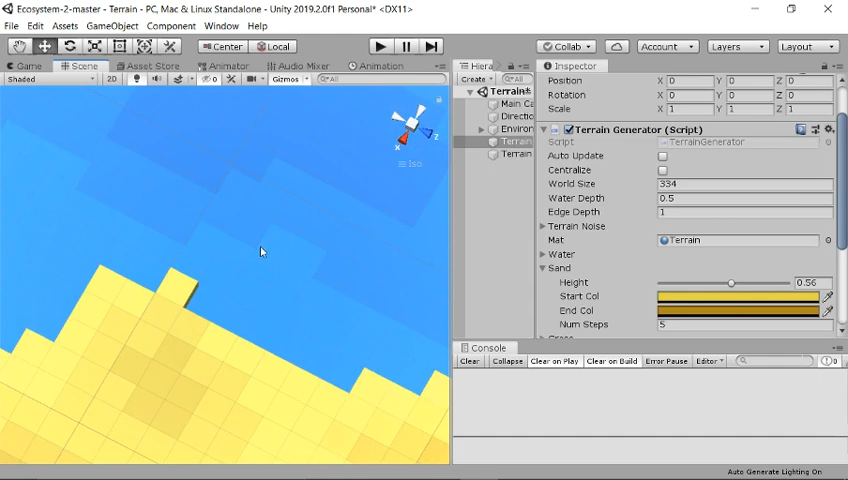 Ecosystem-2-master - Terrain - PC, Mac & Linux Standalone - Unity 2019.2.0f1 Personal* <DX11>
File Edit Assets GameObject Component Window Help
Center Local Collab Account Layers Layout
Game Scene Asset Store Animator Audio Mixer Animation Hiera Inspector
Shaded 2D 0 Gizmos All Create All
Position X 0 Y 0 Z 0
Rotation X 0 Y 0 Z 0
Scale X 1 Y 1 Z 1
Terrain*
Main Ca
Directio
Environ
Terrain
Terrain
y
x
z
Iso
Terrain Generator (Script)
Script TerrainGenerator
Auto Update
Centralize
World Size 334
Water Depth 0.5
Edge Depth 1
Terrain Noise
Mat Terrain
Water
Sand
Height 0.56
Start Col
End Col
Num Steps 5
Console
Clear Collapse Clear on Play Clear on Build Error Pause Editor 0
Auto Generate Lighting On